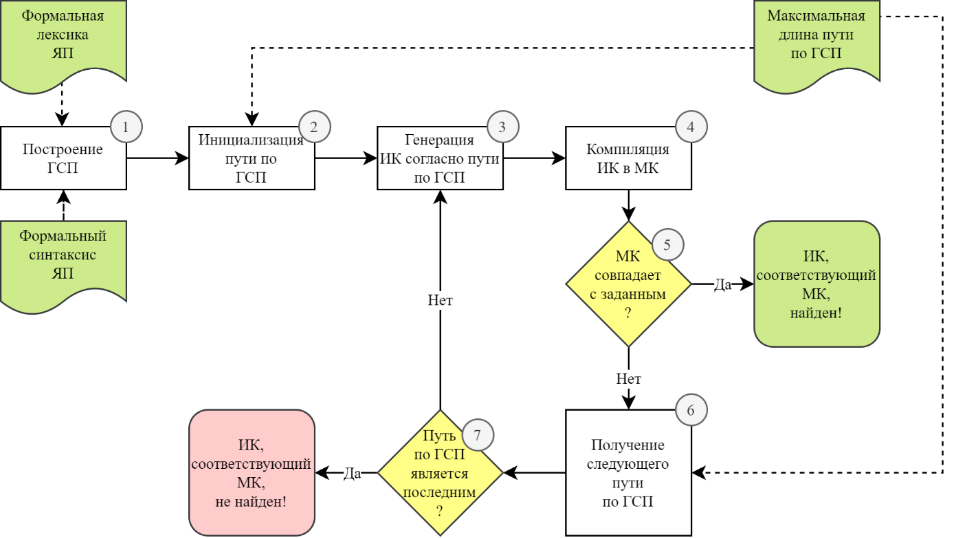 Формальная
лексика
ЯП
Максимальная
длина пути
по ГСП
1
Построение
ГСП
2
Инициализация
пути по
ГСП
3
Генерация
ИК согласно пути
по ГСП
4
Компиляция
ИК в МК
Формальный
синтаксис
ЯП
5
МК
совпадает
с заданным
?
Да
ИК,
соответствующий
МК,
найден!
Нет
Нет
6
Получение
следующего
пути
по ГСП
7
Путь
по ГСП
является
последним
?
Да
ИК,
соответствующий
МК,
не найден!